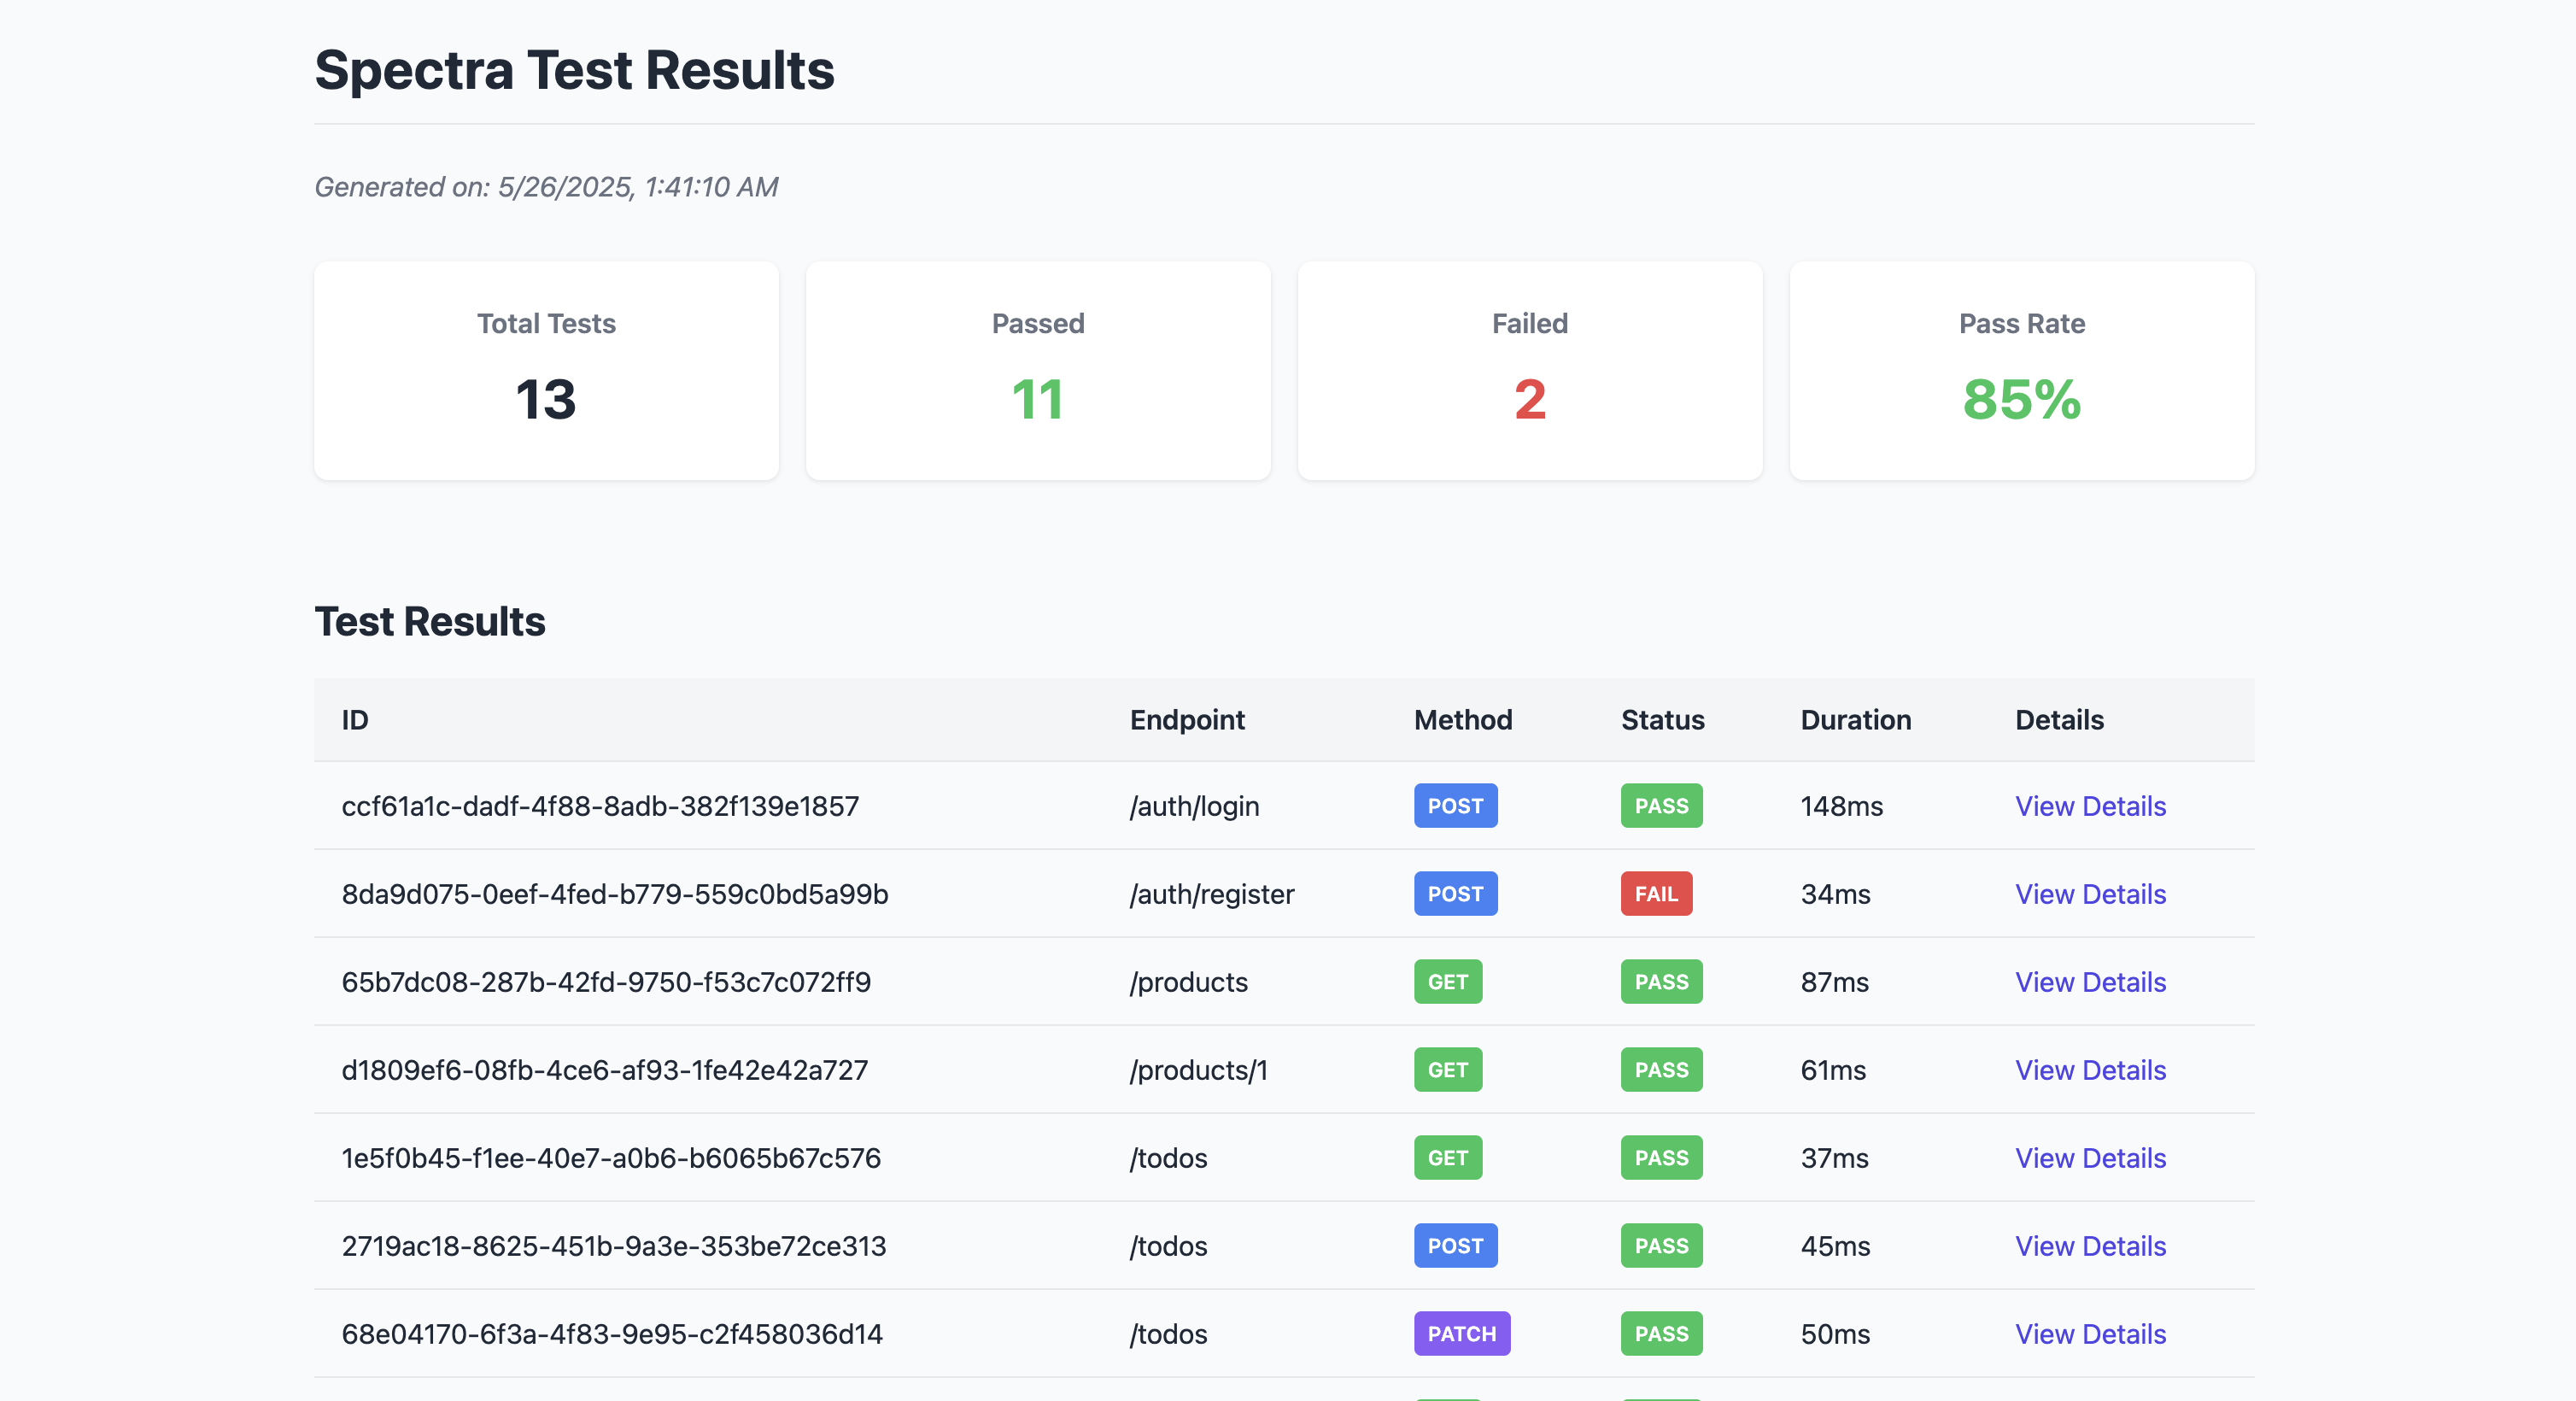 Spectra Test Results
Generated on: 5/26/2025, 1:41:10 AM
Total Tests Passed Failed Pass Rate
13 11 2 85%
Test Results
ID Endpoint Method Status Duration Details
ccf61a1c-dadf-4f88-8adb-382f139e1857 /auth/login POST PASS 148ms View Details
8da9d075-0eef-4fed-b779-559c0bd5a99b /auth/register POST FAIL 34ms View Details
65b7dc08-287b-42fd-9750-f53c7c072ff9 /products GET PASS 87ms View Details
d1809ef6-08fb-4ce6-af93-1fe42e42a727 /products/1 GET PASS 61ms View Details
1e5f0b45-f1ee-40e7-a0b6-b6065b67c576 /todos GET PASS 37ms View Details
2719ac18-8625-451b-9a3e-353be72ce313 /todos POST PASS 45ms View Details
68e04170-6f3a-4f83-9e95-c2f458036d14 /todos PATCH PASS 50ms View Details